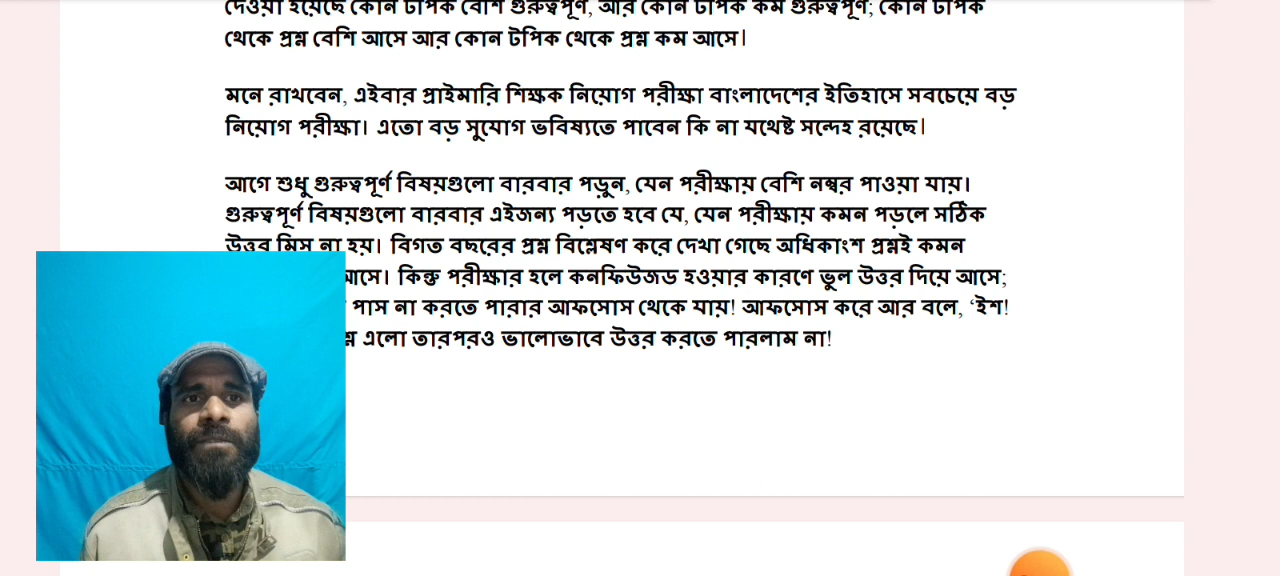 দেওয়া হয়েছে কোন টপিক বেশি গুরুত্বপূর্ণ, আর কোন টপিক কম গুরুত্বপূর্ণ; কোন টপিক
থেকে প্রশ্ন বেশি আসে আর কোন টপিক থেকে প্রশ্ন কম আসে।
মনে রাখবেন, এইবার প্রাইমারি শিক্ষক নিয়োগ পরীক্ষা বাংলাদেশের ইতিহাসে সবচেয়ে বড়
নিয়োগ পরীক্ষা। এতো বড় সুযোগ ভবিষ্যতে পাবেন কি না যথেষ্ট সন্দেহ রয়েছে।
আগে শুধু গুরুত্বপূর্ণ বিষয়গুলো বারবার পড়ুন, যেন পরীক্ষায় বেশি নম্বর পাওয়া যায়।
গুরুত্বপূর্ণ বিষয়গুলো বারবার এইজন্য পড়তে হবে যে, যেন পরীক্ষায় কমন পড়লে সঠিক
উত্তর মিস না হয়। বিগত বছরের প্রশ্ন বিশ্লেষণ করে দেখা গেছে অধিকাংশ প্রশ্নই কমন
আসে। কিন্তু পরীক্ষার হলে কনফিউজড হওয়ার কারণে ভুল উত্তর দিয়ে আসে;
পাস না করতে পারার আফসোস থেকে যায়! আফসোস করে আর বলে, ‘ইশ!
এলো তারপরও ভালোভাবে উত্তর করতে পারলাম না!